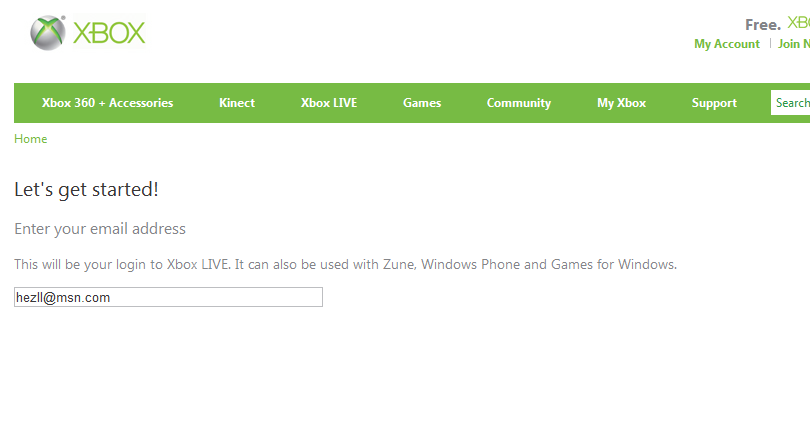 XBOX
Free. XB
My Account | Join N
Xbox 360 + Accessories Kinect Xbox LIVE Games Community My Xbox Support Search
Home
Let's get started!
Enter your email address
This will be your login to Xbox LIVE. It can also be used with Zune, Windows Phone and Games for Windows.
hezll@msn.com